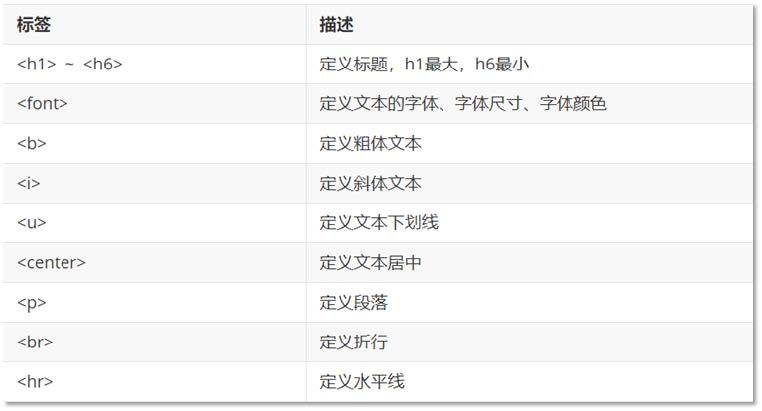 标签 描述
<h1> ~ <h6> 定义标题，h1最大，h6最小
<font> 定义文本的字体、字体尺寸、字体颜色
<b> 定义粗体文本
<i> 定义斜体文本
<u> 定义文本下划线
<center> 定义文本居中
<p> 定义段落
<br> 定义折行
<hr> 定义水平线